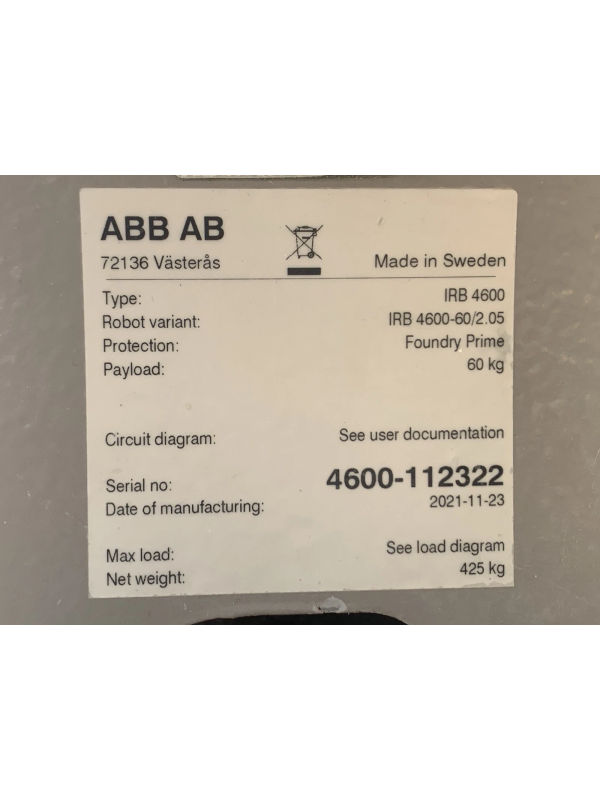 ABB AB
72136 Västerås
Made in Sweden
Type: IRB 4600
Robot variant: IRB 4600-60/2.05
Protection: Foundry Prime
Payload: 60 kg
Circuit diagram: See user documentation
Serial no: 4600-112322
Date of manufacturing: 2021-11-23
Max load: See load diagram
Net weight: 425 kg